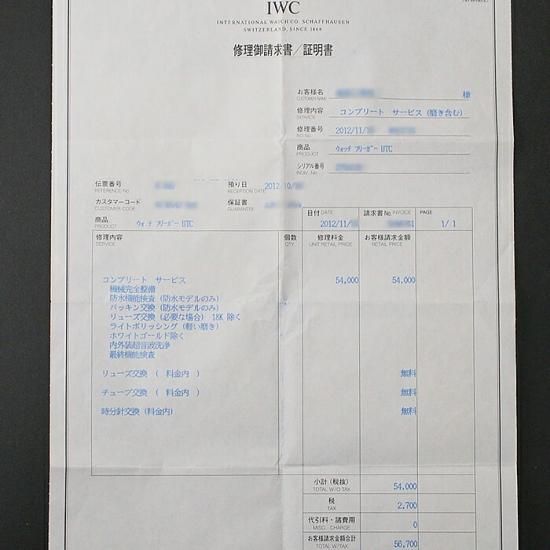 IWC
INTERNATIONAL WATCH CO. SCHAFFHAUSEN
SWITZERLAND, SINCE 1868
修理御請求書/証明書
お客様名 様
CUSTOMER NAME
修理内容 コンプリート サービス (磨き含む)
SERVICE
修理番号 2012/11/
RO No.
商品 ウォッチ フリーガー UTC
PRODUCT
シリアル番号
INDIV. No.
伝票番号 預り日 2012/10/
REFERENCE No. RECEPTION DATE
カスタマーコード 保証書
CUSTOMER CODE GUARANTEE
商品 ウォッチ フリーガー UTC
PRODUCT
日付 DATE 請求書No. INVOICE PAGE
2012/11/ 1/ 1
修理内容 個数 修理料金 お客様請求金額
SERVICE QTY UNIT RETAIL PRICE RETAIL PRICE
コンプリート サービス 54,000 54,000
機械完全整備
防水機能検査 (防水モデルのみ)
パッキン交換 (防水モデルのみ)
リューズ交換 (必要な場合) 18K 除く
ライトポリッシング (軽い磨き)
ホワイトゴールド除く
内外装超音波洗浄
最終機能検査
リューズ交換 ( 料金内 ) 無料
チューブ交換 ( 料金内 ) 無料
時分針交換 (料金内) 無料
小計 (税抜) 54,000
TOTAL W/O TAX
税 2,700
TAX
代引料・諸費用 0
MISC. CHARGE
お客様請求金額合計 56,700
TOTAL W/TAX